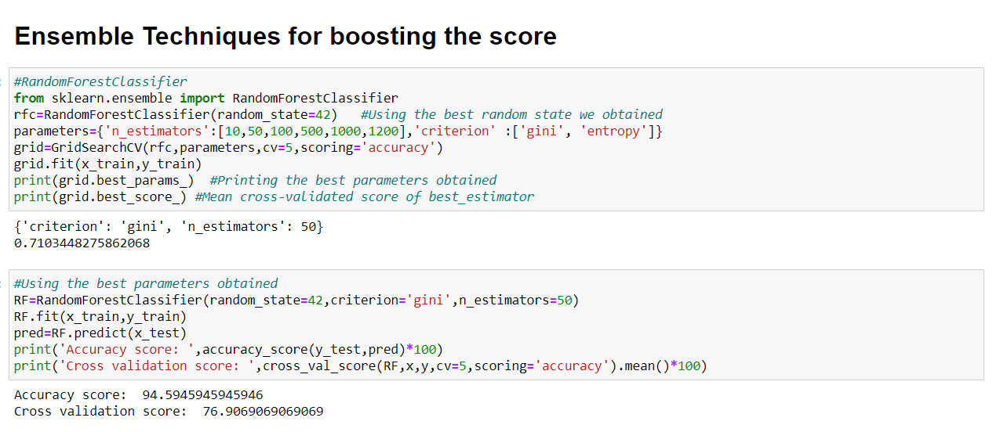 Ensemble Techniques for boosting the score
#RandomForestClassifier
from sklearn.ensemble import RandomForestClassifier
rfc=RandomForestClassifier(random_state=42)   #Using the best random state we obtained
parameters={'n_estimators':[10,50,100,500,1000,1200],'criterion' :['gini', 'entropy']}
grid=GridSearchCV(rfc,parameters,cv=5,scoring='accuracy')
grid.fit(x_train,y_train)
print(grid.best_params_)  #Printing the best parameters obtained
print(grid.best_score_) #Mean cross-validated score of best_estimator
{'criterion': 'gini', 'n_estimators': 50}
0.7103448275862068
#Using the best parameters obtained
RF=RandomForestClassifier(random_state=42,criterion='gini',n_estimators=50)
RF.fit(x_train,y_train)
pred=RF.predict(x_test)
print('Accuracy score: ',accuracy_score(y_test,pred)*100)
print('Cross validation score: ',cross_val_score(RF,x,y,cv=5,scoring='accuracy').mean()*100)
Accuracy score:  94.5945945945946
Cross validation score:  76.9069069069069